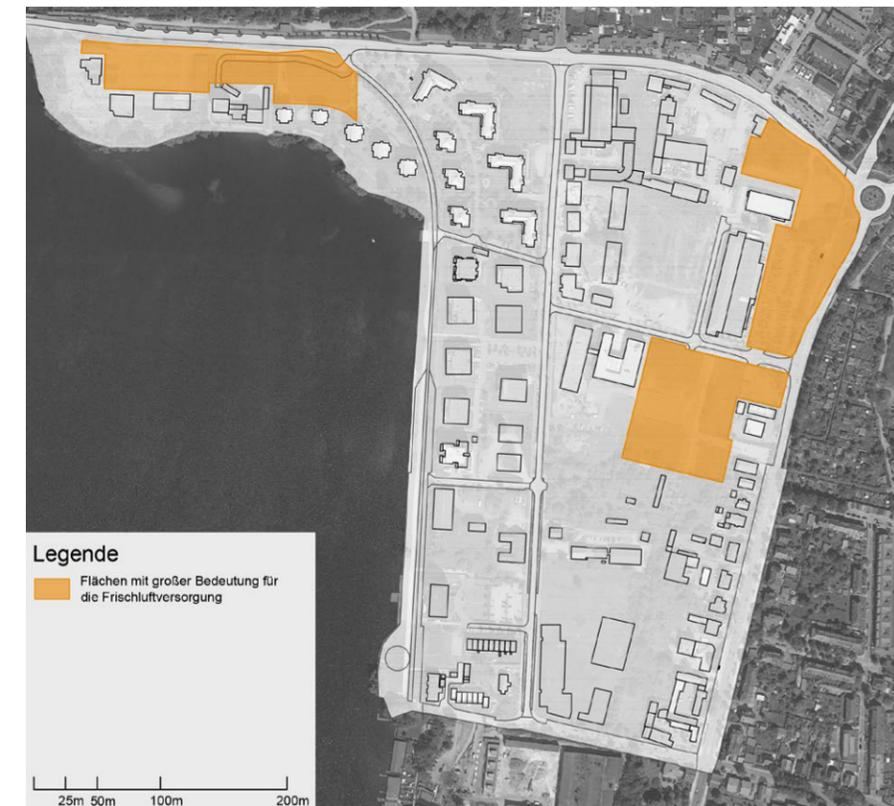 Legende
Flächen mit großer Bedeutung für
die Frischluftversorgung
25m 50m 100m 200m